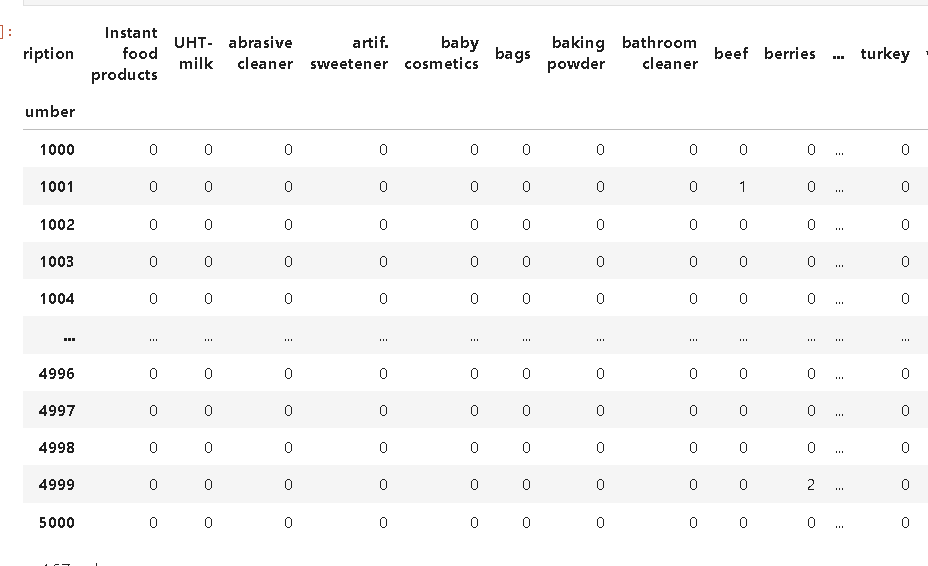 ]:
ription Instant food products UHT-milk abrasive cleaner artif. sweetener baby cosmetics bags baking powder bathroom cleaner beef berries ... turkey
umber
1000 0 0 0 0 0 0 0 0 0 0 ... 0
1001 0 0 0 0 0 0 0 0 1 0 ... 0
1002 0 0 0 0 0 0 0 0 0 0 ... 0
1003 0 0 0 0 0 0 0 0 0 0 ... 0
1004 0 0 0 0 0 0 0 0 0 0 ... 0
... ... ... ... ... ... ... ... ... ... ... ... ...
4996 0 0 0 0 0 0 0 0 0 0 ... 0
4997 0 0 0 0 0 0 0 0 0 0 ... 0
4998 0 0 0 0 0 0 0 0 0 0 ... 0
4999 0 0 0 0 0 0 0 0 0 2 ... 0
5000 0 0 0 0 0 0 0 0 0 0 ... 0